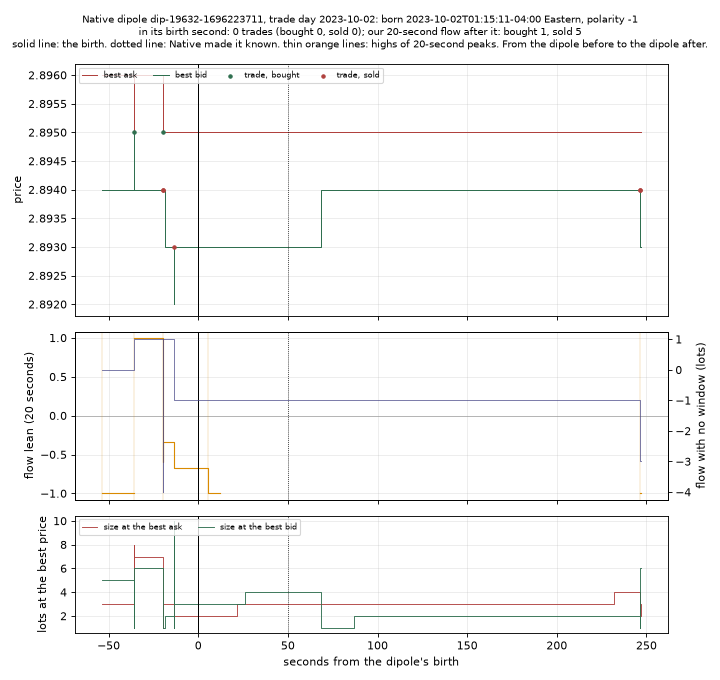 Native dipole dip-19632-1696223711, trade day 2023-10-02: born 2023-10-02T01:15:11-04:00 Eastern, polarity -1
in its birth second: 0 trades (bought 0, sold 0); our 20-second flow after it: bought 1, sold 5
solid line: the birth. dotted line: Native made it known. thin orange lines: highs of 20-second peaks. From the dipole before to the dipole after.
best ask best bid trade, bought trade, sold
2.8960
2.8955
2.8950
2.8945
2.8940
2.8935
2.8930
2.8925
2.8920
price
1.0
0.5
0.0
−0.5
−1.0
flow lean (20 seconds)
1
0
−1
−2
−3
−4
flow with no window (lots)
size at the best ask size at the best bid
10
8
6
4
2
lots at the best price
−50 0 50 100 150 200 250
seconds from the dipole's birth